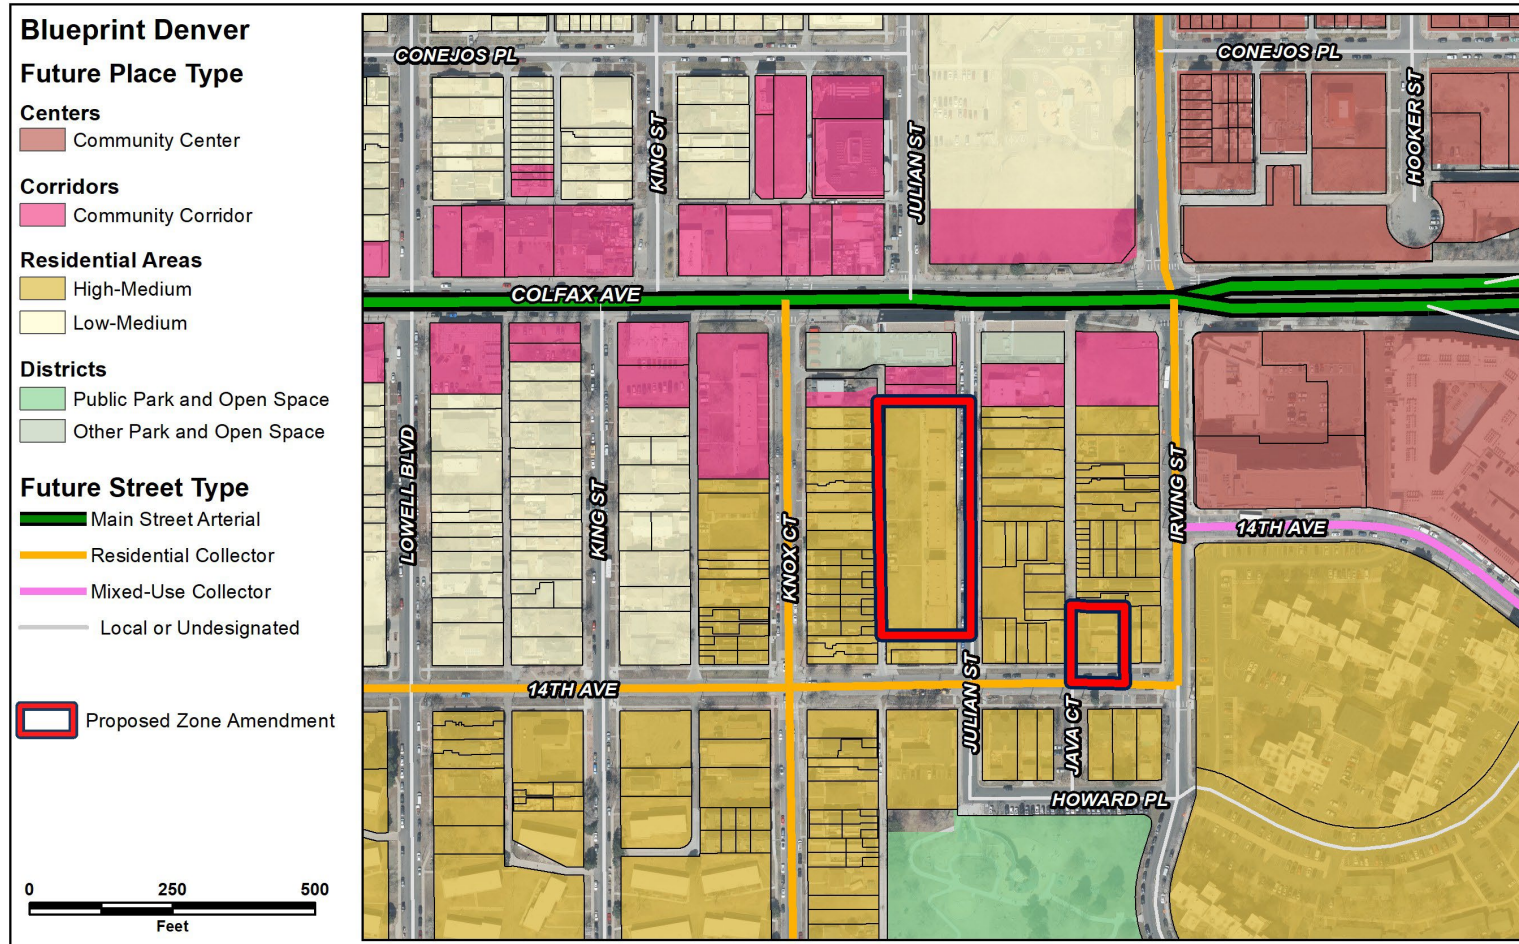 Blueprint Denver
Future Place Type
Centers
Community Center
Corridors
Community Corridor
Residential Areas
High-Medium
Low-Medium
Districts
Public Park and Open Space
Other Park and Open Space
Future Street Type
Main Street Arterial
Residential Collector
Mixed-Use Collector
Local or Undesignated
Proposed Zone Amendment
0 250 500
Feet
CONEJOS PL
CONEJOS PL
KING ST
JULIAN ST
HOOKER ST
COLFAX AVE
LOWELL BLVD
KING ST
KNOX CT
IRVING ST
14TH AVE
14TH AVE
JULIAN ST
JAVA CT
HOWARD PL